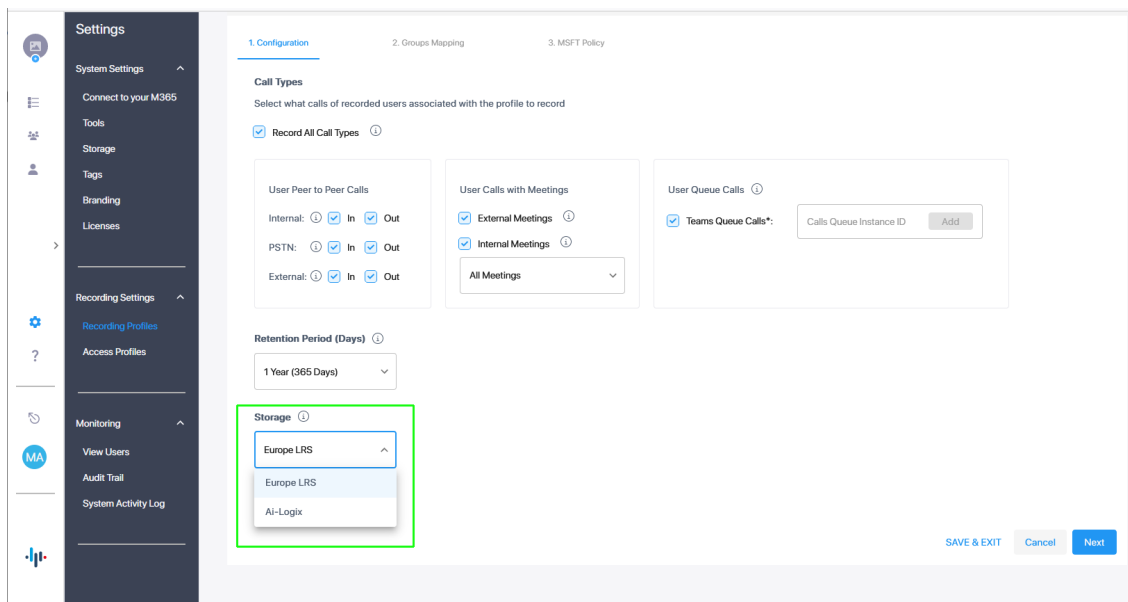 Settings
System Settings
Connect to your M365
Tools
Storage
Tags
Branding
Licenses
Recording Settings
Recording Profiles
Access Profiles
?
Monitoring
MA
View Users
Audit Trail
System Activity Log
1. Configuration
2. Groups Mapping
3. MSFT Policy
Call Types
Select what calls of recorded users associated with the profile to record
Record All Call Types
User Peer to Peer Calls
Internal: In Out
PSTN: In Out
External: In Out
User Calls with Meetings
External Meetings
Internal Meetings
All Meetings
User Queue Calls
Teams Queue Calls*: Calls Queue Instance ID Add
Retention Period (Days)
1 Year (365 Days)
Storage
Europe LRS
Europe LRS
Ai-Logix
SAVE & EXIT Cancel Next